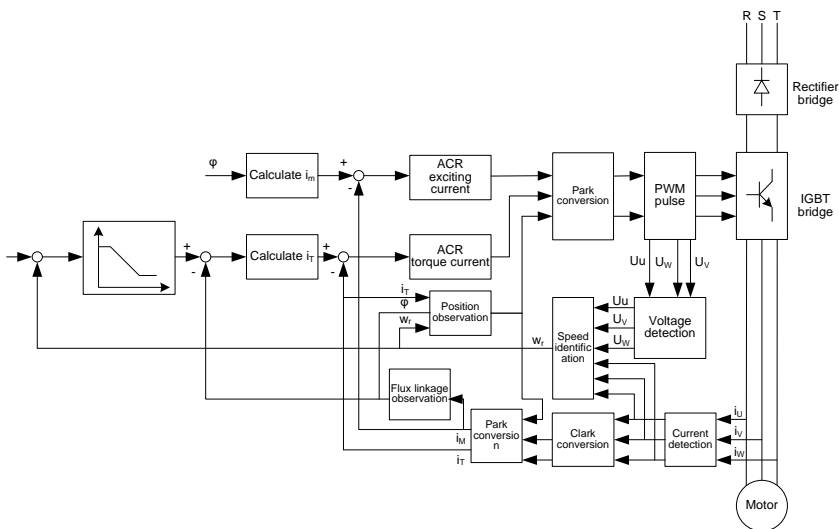 R S T
Rectifier
bridge
φ
Calculate im
+
-
ACR
exciting
current
Park
conversion
PWM
pulse
IGBT
bridge
+
-
Calculate iT
+
-
ACR
torque current
Uu
UW
UV
iT
φ
wr
Position
observation
Uu
UV
UW
Voltage
detection
wr
Speed
identific
ation
Flux linkage
observation
iM
iT
Park
conversio
n
Clark
conversion
Current
detection
iU
iV
iW
Motor